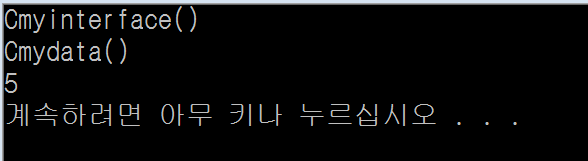 Cmyinterface()
Cmydata()
5
계속하려면 아무 키나 누르십시오 . . .